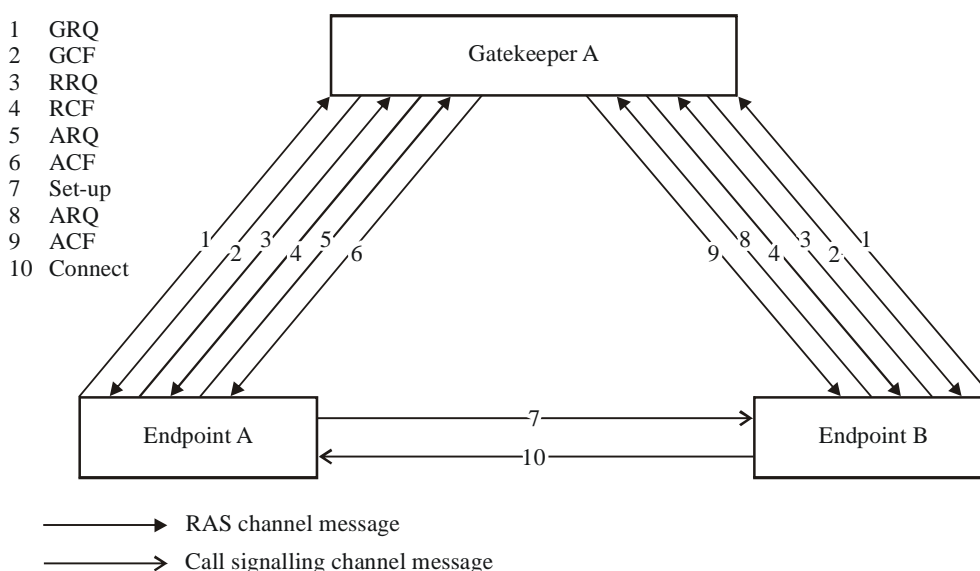 1 GRQ
2 GCF
3 RRQ
4 RCF
5 ARQ
6 ACF
7 Set-up
8 ARQ
9 ACF
10 Connect
Gatekeeper A
1 2 3 4 5 6
9 8 4 3 2 1
Endpoint A
7
10
Endpoint B
RAS channel message
Call signalling channel message